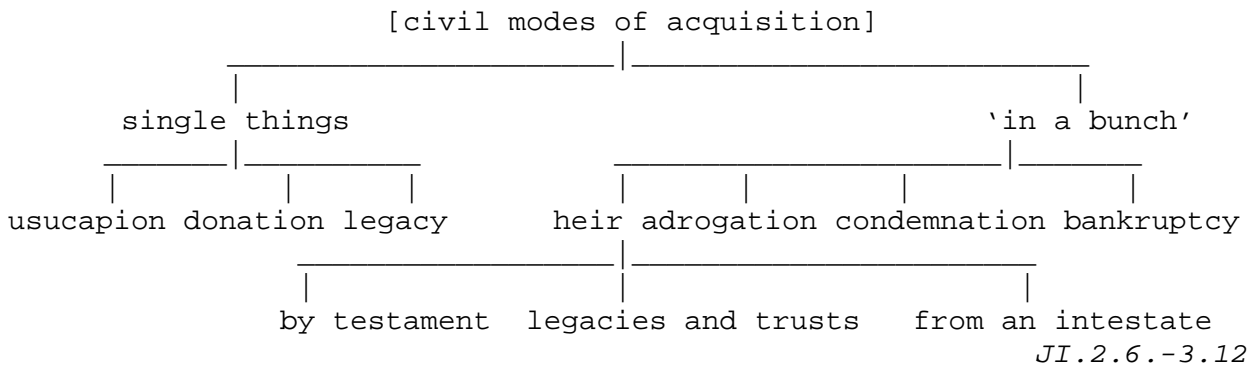 [civil modes of acquisition]
single things ‘in a bunch’
usucapion donation legacy heir adrogation condemnation bankruptcy
by testament legacies and trusts from an intestate
JI.2.6.-3.12